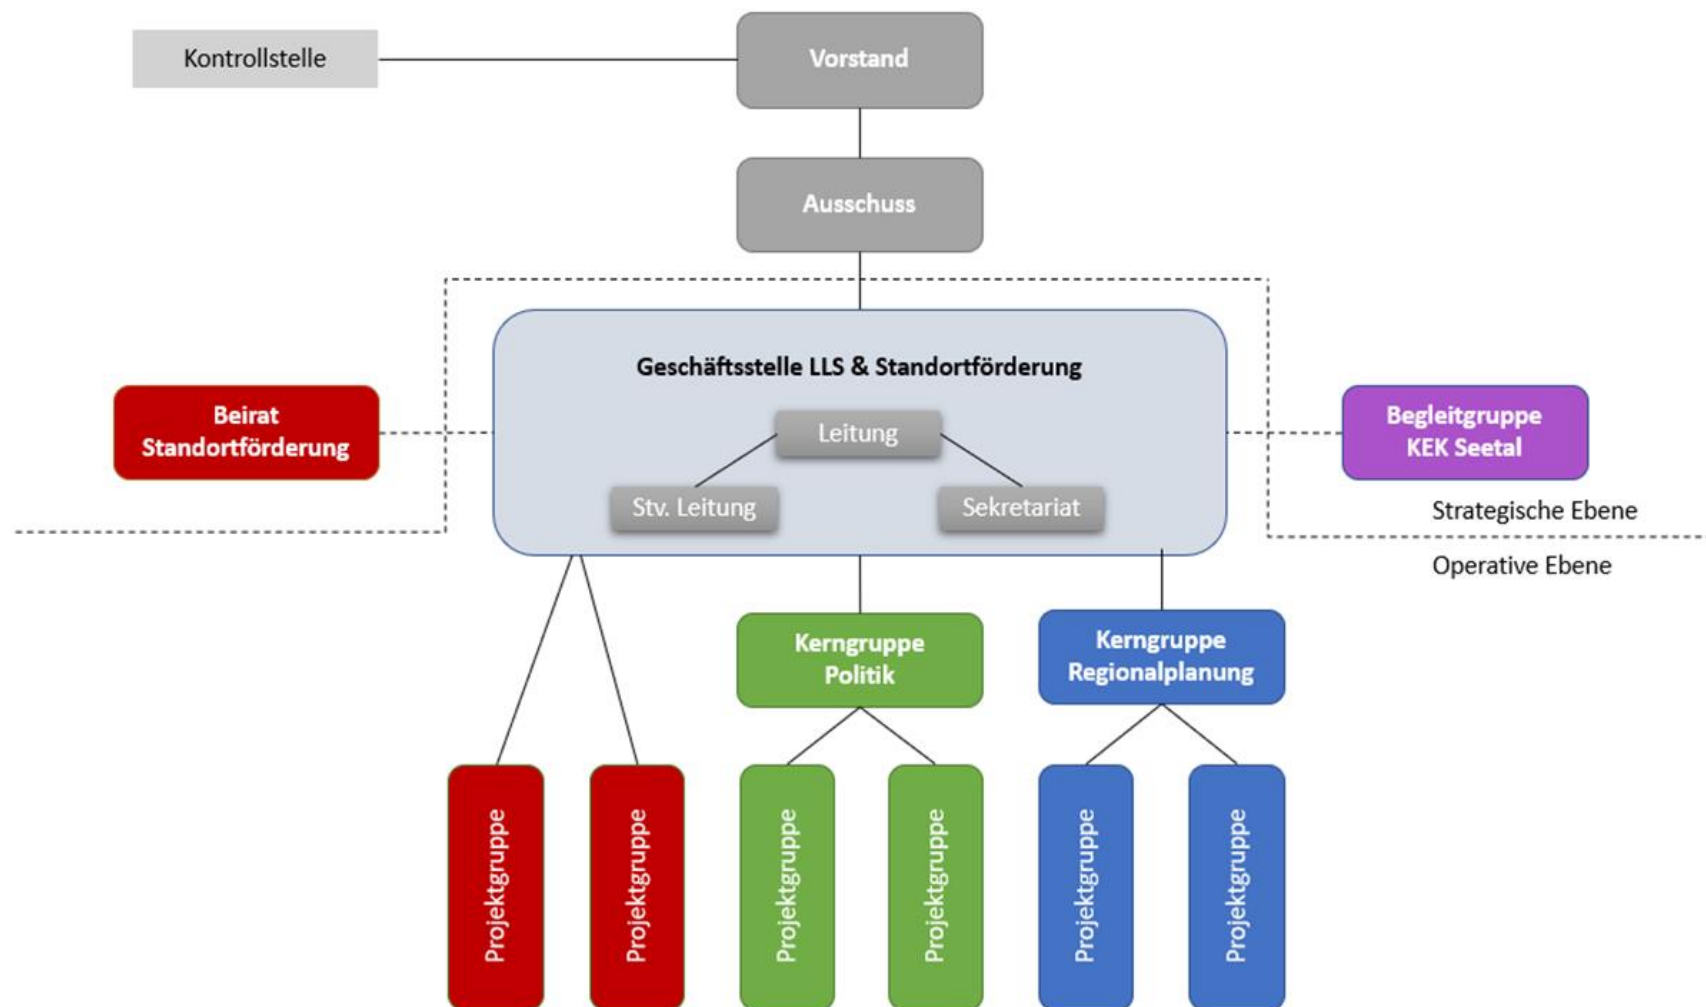 Kontrollstelle
Vorstand
Ausschuss
Geschäftsstelle LLS & Standortförderung
Leitung
Stv. Leitung
Sekretariat
Beirat
Standortförderung
Begleitgruppe
KEK Seetal
Strategische Ebene
Operative Ebene
Kerngruppe
Politik
Kerngruppe
Regionalplanung
Projektgruppe
Projektgruppe
Projektgruppe
Projektgruppe
Projektgruppe
Projektgruppe